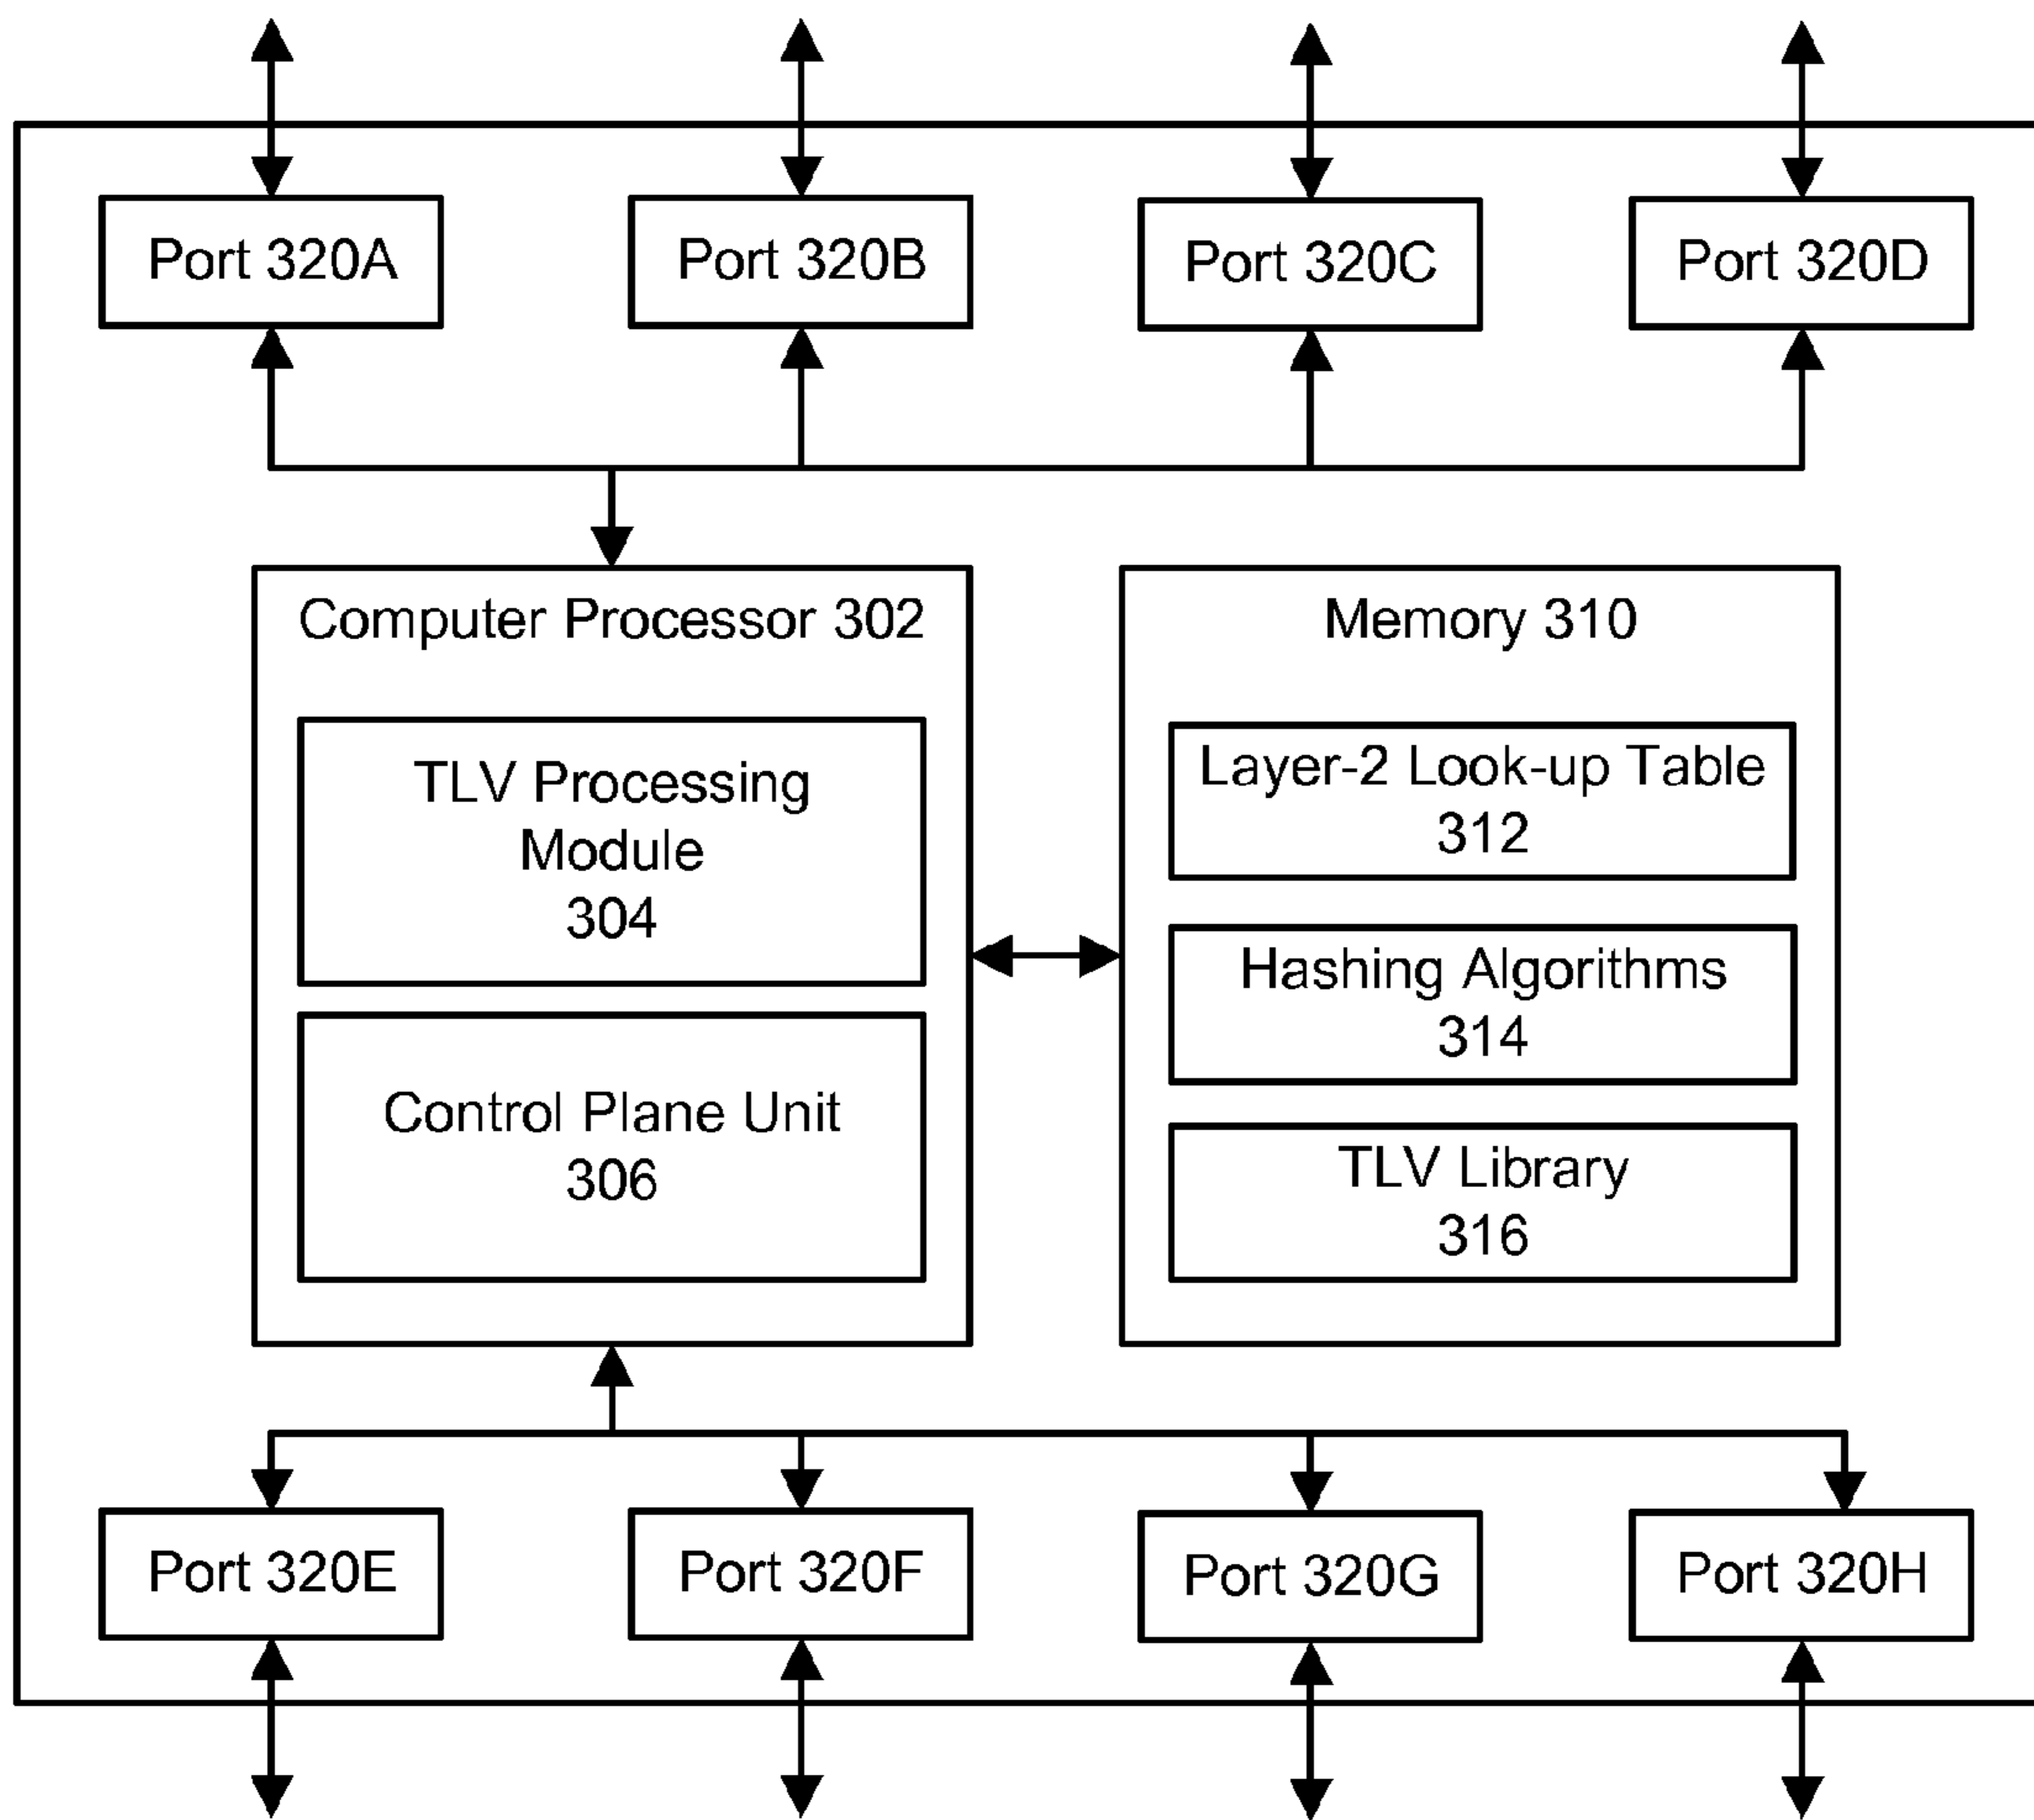 Port 320A
Port 320B
Port 320C
Port 320D
Computer Processor 302
TLV Processing
Module
304
Control Plane Unit
306
Memory 310
Layer-2 Look-up Table
312
Hashing Algorithms
314
TLV Library
316
Port 320E
Port 320F
Port 320G
Port 320H